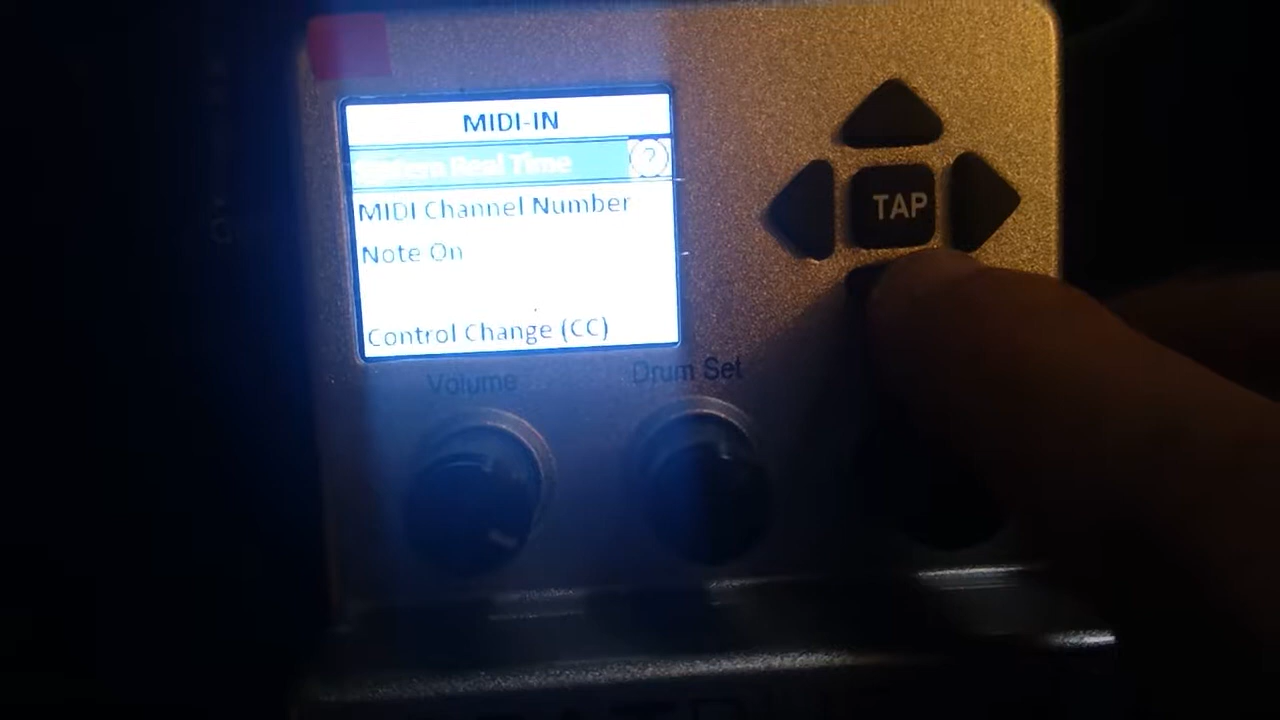 MIDI-IN
System Real Time ?
MIDI Channel Number
Note On
Control Change (CC)
TAP
Volume
Drum Set